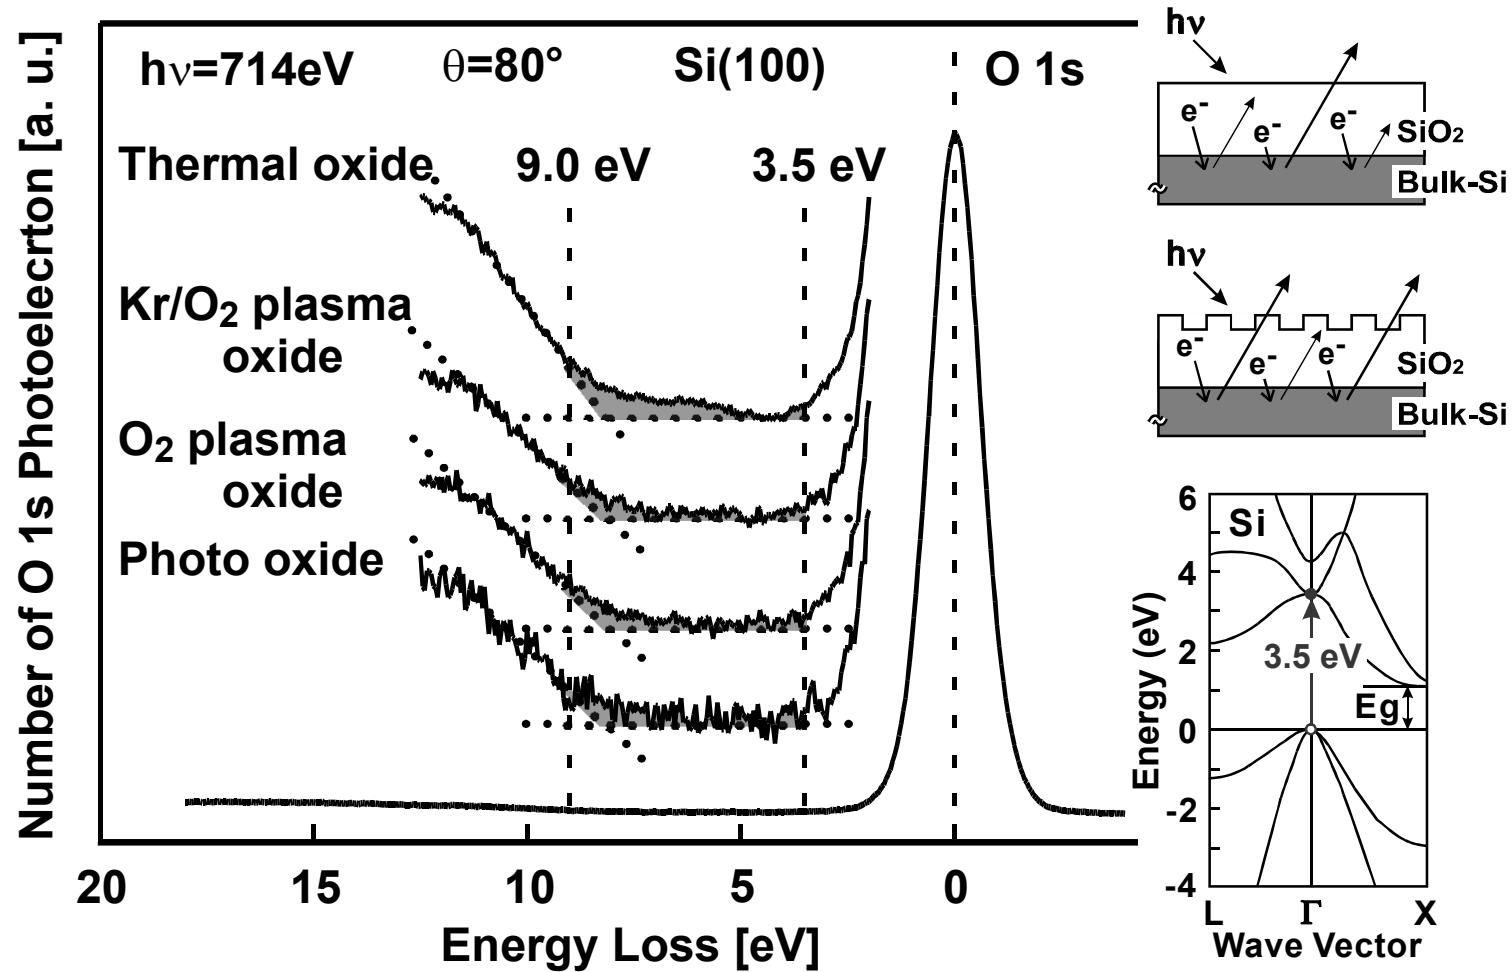 Number of O 1s Photoelecrton [a. u.]
hν=714eV θ=80° Si(100) O 1s
Thermal oxide 9.0 eV 3.5 eV
Kr/O2 plasma
oxide
O2 plasma
oxide
Photo oxide
20 15 10 5 0
Energy Loss [eV]
hν
e- e- e- SiO2
Bulk-Si
hν
e- e- e- SiO2
Bulk-Si
Energy (eV)
6
Si
4
2
3.5 eV
Eg
0
-2
-4
L Γ X
Wave Vector